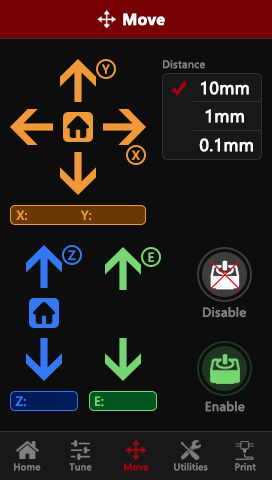 Move
Y
Distance
10mm
1mm
0.1mm
X
X: Y:
Z
E
Disable
Z: E:
Enable
Home Tune Move Utilities Print